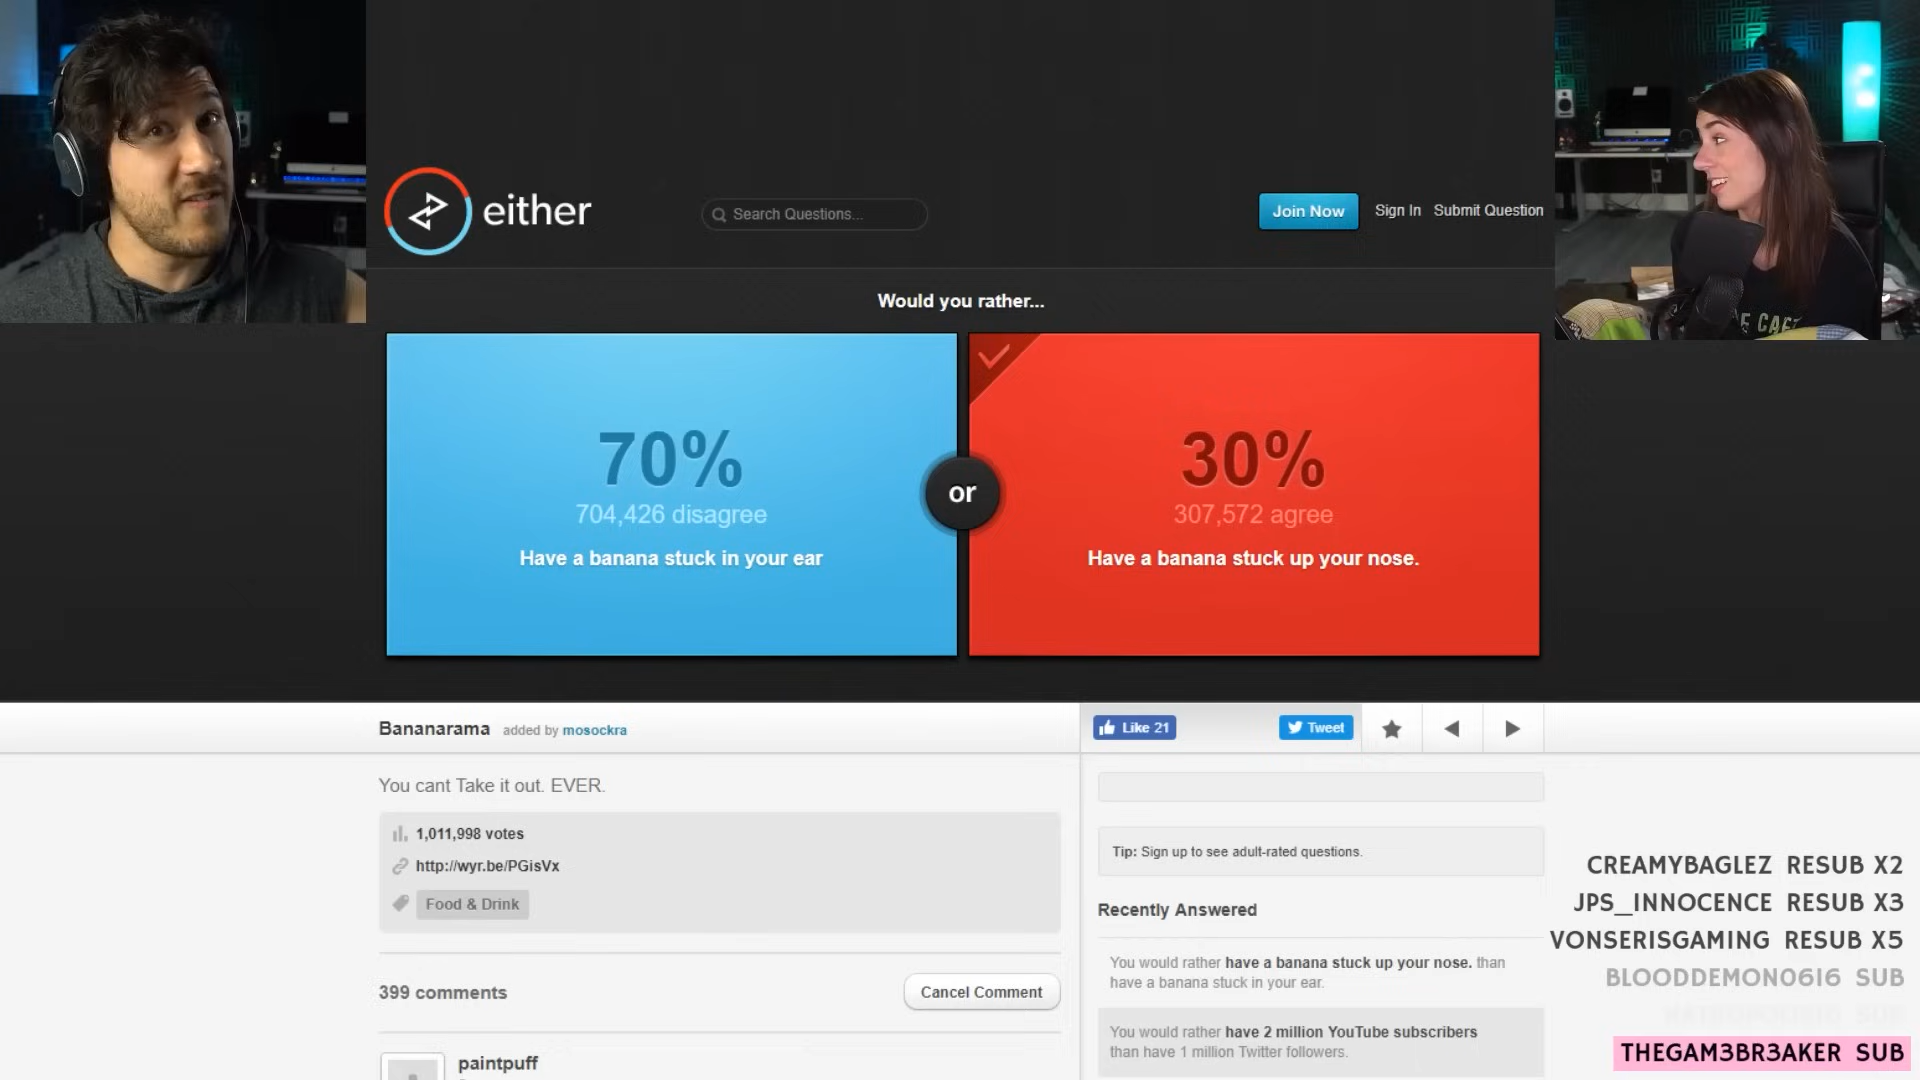 either
Search Questions...
Join Now
Sign In
Submit Question
Would you rather...
70%
704,426 disagree
Have a banana stuck in your ear
or
30%
307,572 agree
Have a banana stuck up your nose.
Bananarama added by mosockra
Like 21
Tweet
You cant Take it out. EVER.
1,011,998 votes
http://wyr.be/PGisVx
Food & Drink
399 comments
Cancel Comment
paintpuff
Tip: Sign up to see adult-rated questions.
Recently Answered
You would rather have a banana stuck up your nose. than
have a banana stuck in your ear.
You would rather have 2 million YouTube subscribers
than have 1 million Twitter followers.
CREAMYBAGLEZ RESUB X2
JPS_INNOCENCE RESUB X3
VONSERISGAMING RESUB X5
BLOODDEMON0616 SUB
THEGAM3BR3AKER SUB